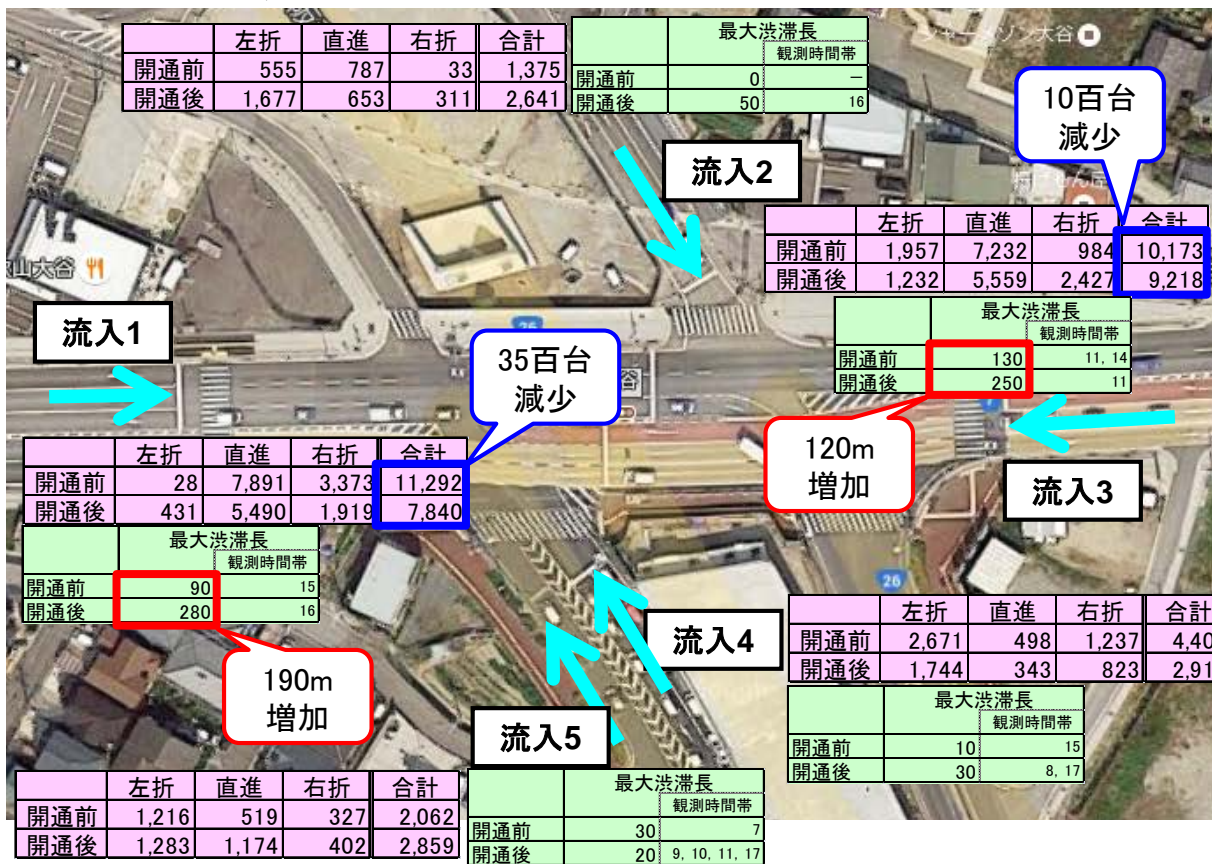 左折 直進 右折 合計
開通前 555 787 33 1,375
開通後 1,677 653 311 2,641
最大渋滞長
観測時間帯
開通前 0 －
開通後 50 16
10百台
減少
流入2
左折 直進 右折 合計
開通前 1,957 7,232 984 10,173
開通後 1,232 5,559 2,427 9,218
山大谷
流入1
26
35百台
減少
最大渋滞長
観測時間帯
開通前 130 11, 14
開通後 250 11
120m
増加
流入3
左折 直進 右折 合計
開通前 28 7,891 3,373 11,292
開通後 431 5,490 1,919 7,840
最大渋滞長
観測時間帯
開通前 90 15
開通後 280 16
190m
増加
26
流入4
左折 直進 右折 合計
開通前 2,671 498 1,237 4,40
開通後 1,744 343 823 2,91
最大渋滞長
観測時間帯
開通前 10 15
開通後 30 8, 17
流入5
左折 直進 右折 合計
開通前 1,216 519 327 2,062
開通後 1,283 1,174 402 2,859
最大渋滞長
観測時間帯
開通前 30 7
開通後 20 9, 10, 11, 17